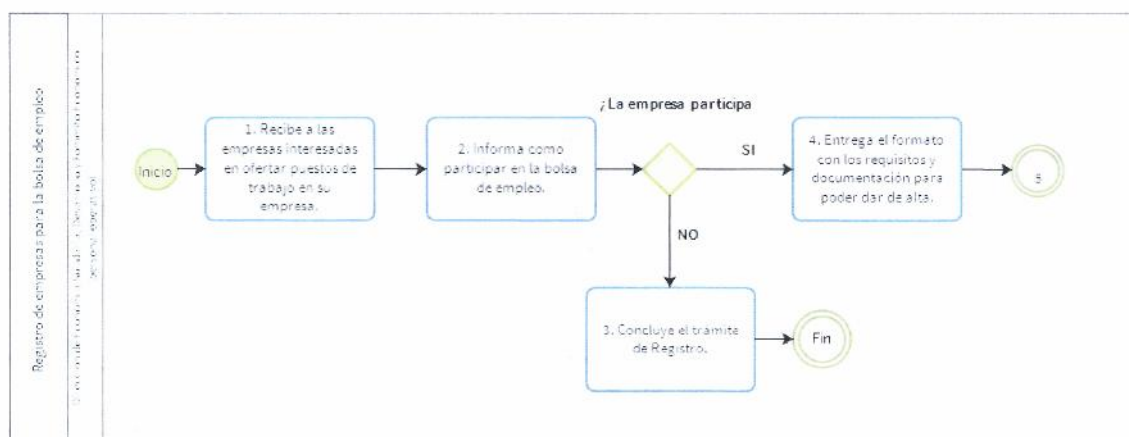 Registro de empresas para la bolsa de empleo
Inicio
1. Recibe a las
empresas interesadas
en ofertar puestos de
trabajo en su
empresa.
2. Informa como
participar en la bolsa
de empleo.
¿La empresa participa
SI
NO
4. Entrega el formato
con los requisitos y
documentación para
poder dar de alta.
5
3. Concluye el tramite
de Registro.
Fin